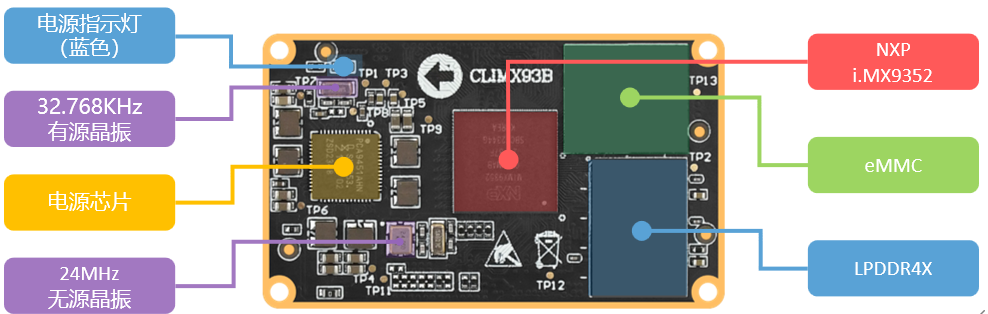 电源指示灯
(蓝色)
32.768KHz
有源晶振
电源芯片
24MHz
无源晶振
NXP
i.MX9352
eMMC
LPDDR4X
CLIMX93B
TP1
TP3
TP7
TP5
TP8
TP9
TP13
TP2
TP6
TP4
TP11
TP12
PCA9451AHN
NXP